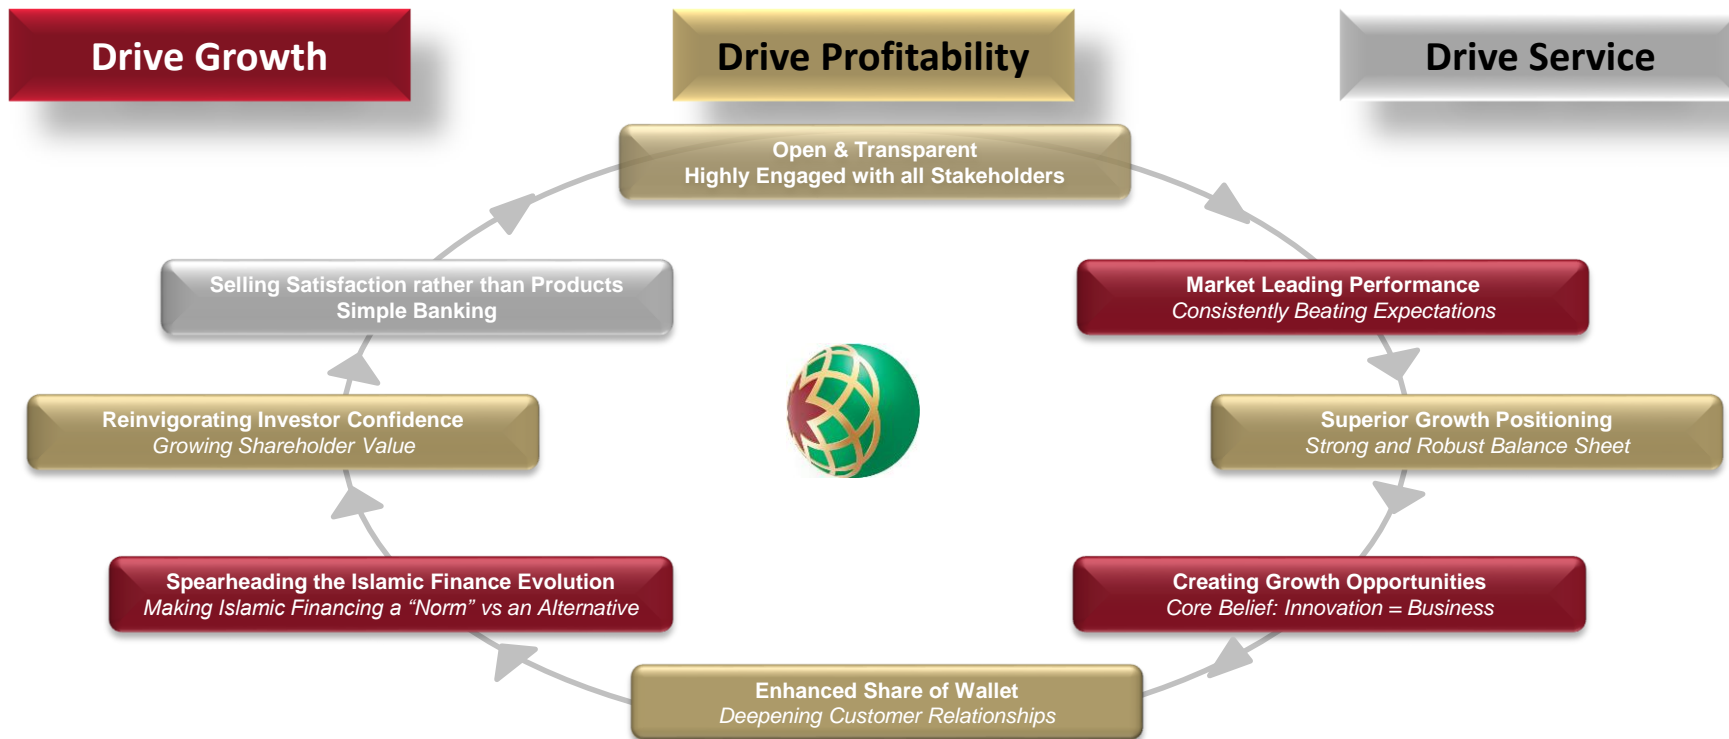 Drive Growth
Drive Profitability
Drive Service
Open & Transparent
Highly Engaged with all Stakeholders
Selling Satisfaction rather than Products
Simple Banking
Market Leading Performance
Consistently Beating Expectations
Reinvigorating Investor Confidence
Growing Shareholder Value
Superior Growth Positioning
Strong and Robust Balance Sheet
Spearheading the Islamic Finance Evolution
Making Islamic Financing a “Norm” vs an Alternative
Creating Growth Opportunities
Core Belief: Innovation = Business
Enhanced Share of Wallet
Deepening Customer Relationships